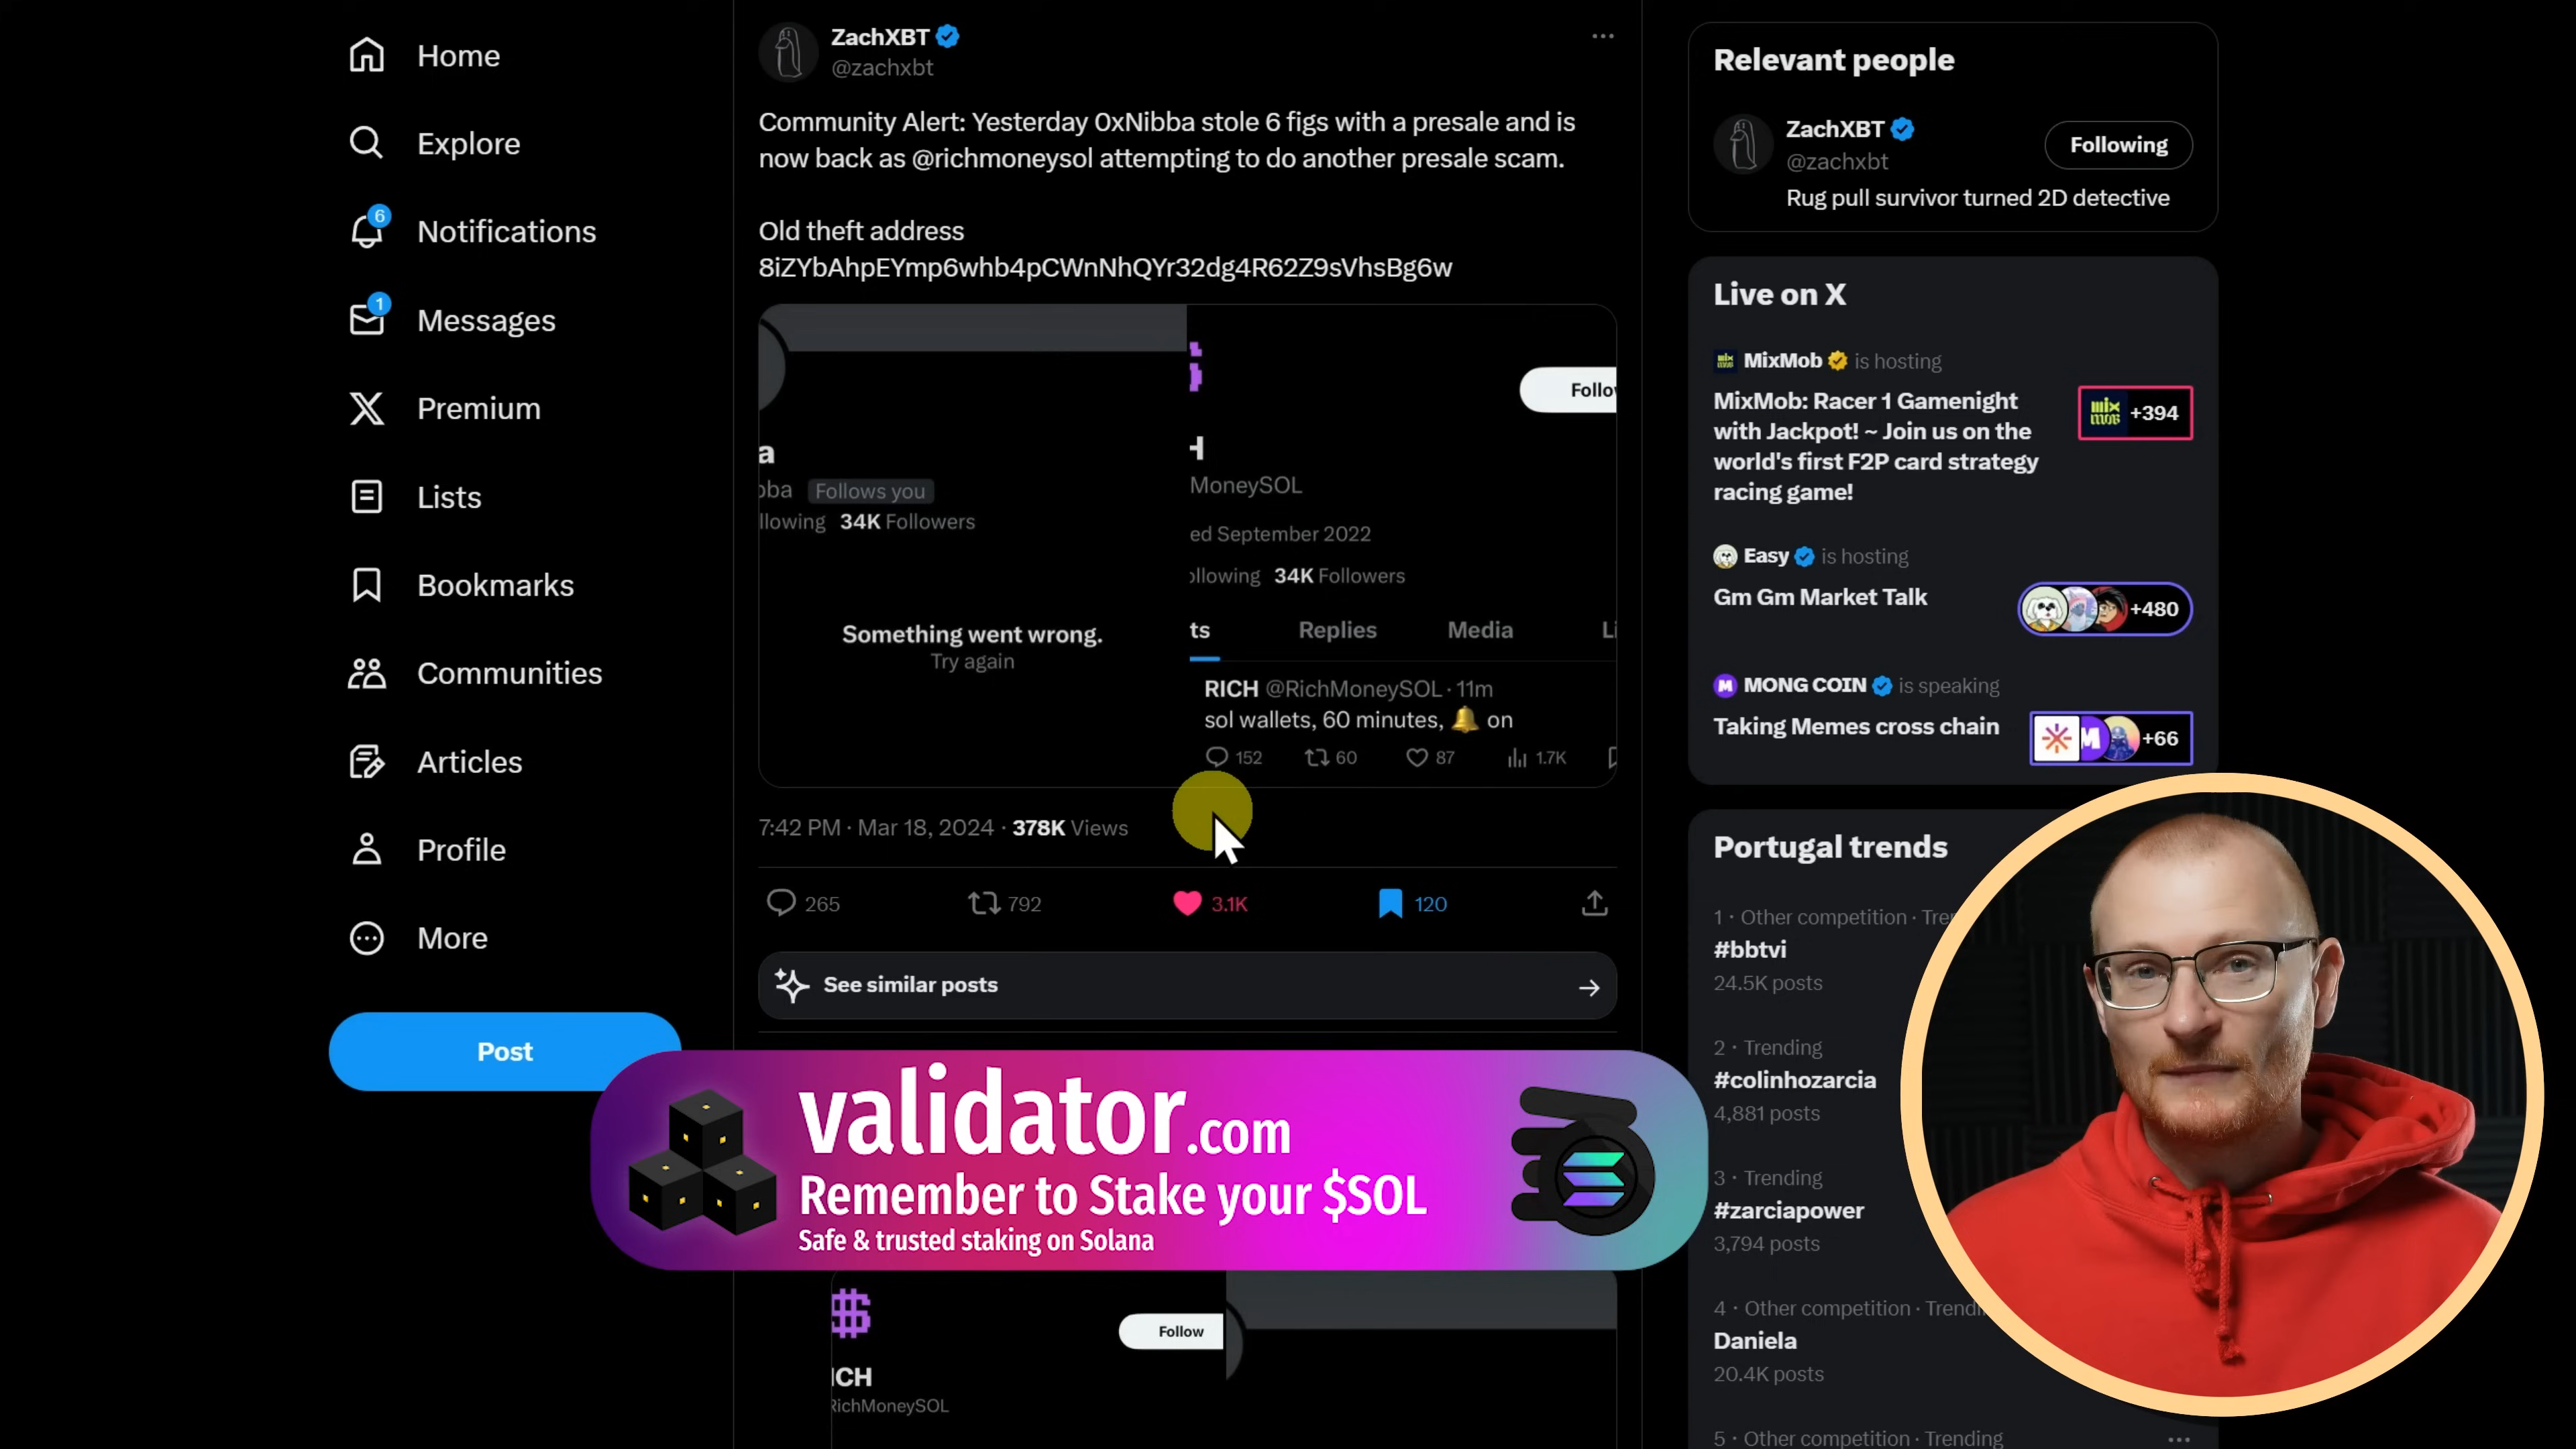 Home
Explore
6
Notifications
1
Messages
Premium
Lists
Bookmarks
Communities
Articles
Profile
More
Post
ZachXBT
@zachxbt
Community Alert: Yesterday 0xNibba stole 6 figs with a presale and is
now back as @richmoneysol attempting to do another presale scam.
Old theft address
8iZYbAhpEYmp6whb4pCWnNhQYr32dg4R62Z9sVhsBg6w
a
bba Follows you
llowing 34K Followers
Something went wrong.
Try again
Follow
H
MoneySOL
ed September 2022
ollowing 34K Followers
ts Replies Media Li
RICH @RichMoneySOL · 11m
sol wallets, 60 minutes, 🔔 on
152 60 87 1.7K
7:42 PM · Mar 18, 2024 · 378K Views
265 792 3.1K 120
See similar posts
validator.com
Remember to Stake your $SOL
Safe & trusted staking on Solana
Follow
ICH
RichMoneySOL
Relevant people
ZachXBT
@zachxbt
Following
Rug pull survivor turned 2D detective
Live on X
MixMob is hosting
MixMob: Racer 1 Gamenight
with Jackpot! ~ Join us on the
world's first F2P card strategy
racing game!
+394
Easy is hosting
Gm Gm Market Talk
+480
MONG COIN is speaking
Taking Memes cross chain
+66
Portugal trends
1 · Other competition · Tre
#bbtvi
24.5K posts
2 · Trending
#colinhozarcia
4,881 posts
3 · Trending
#zarciapower
3,794 posts
4 · Other competition · Trendi
Daniela
20.4K posts
5 · Other competition · Trending